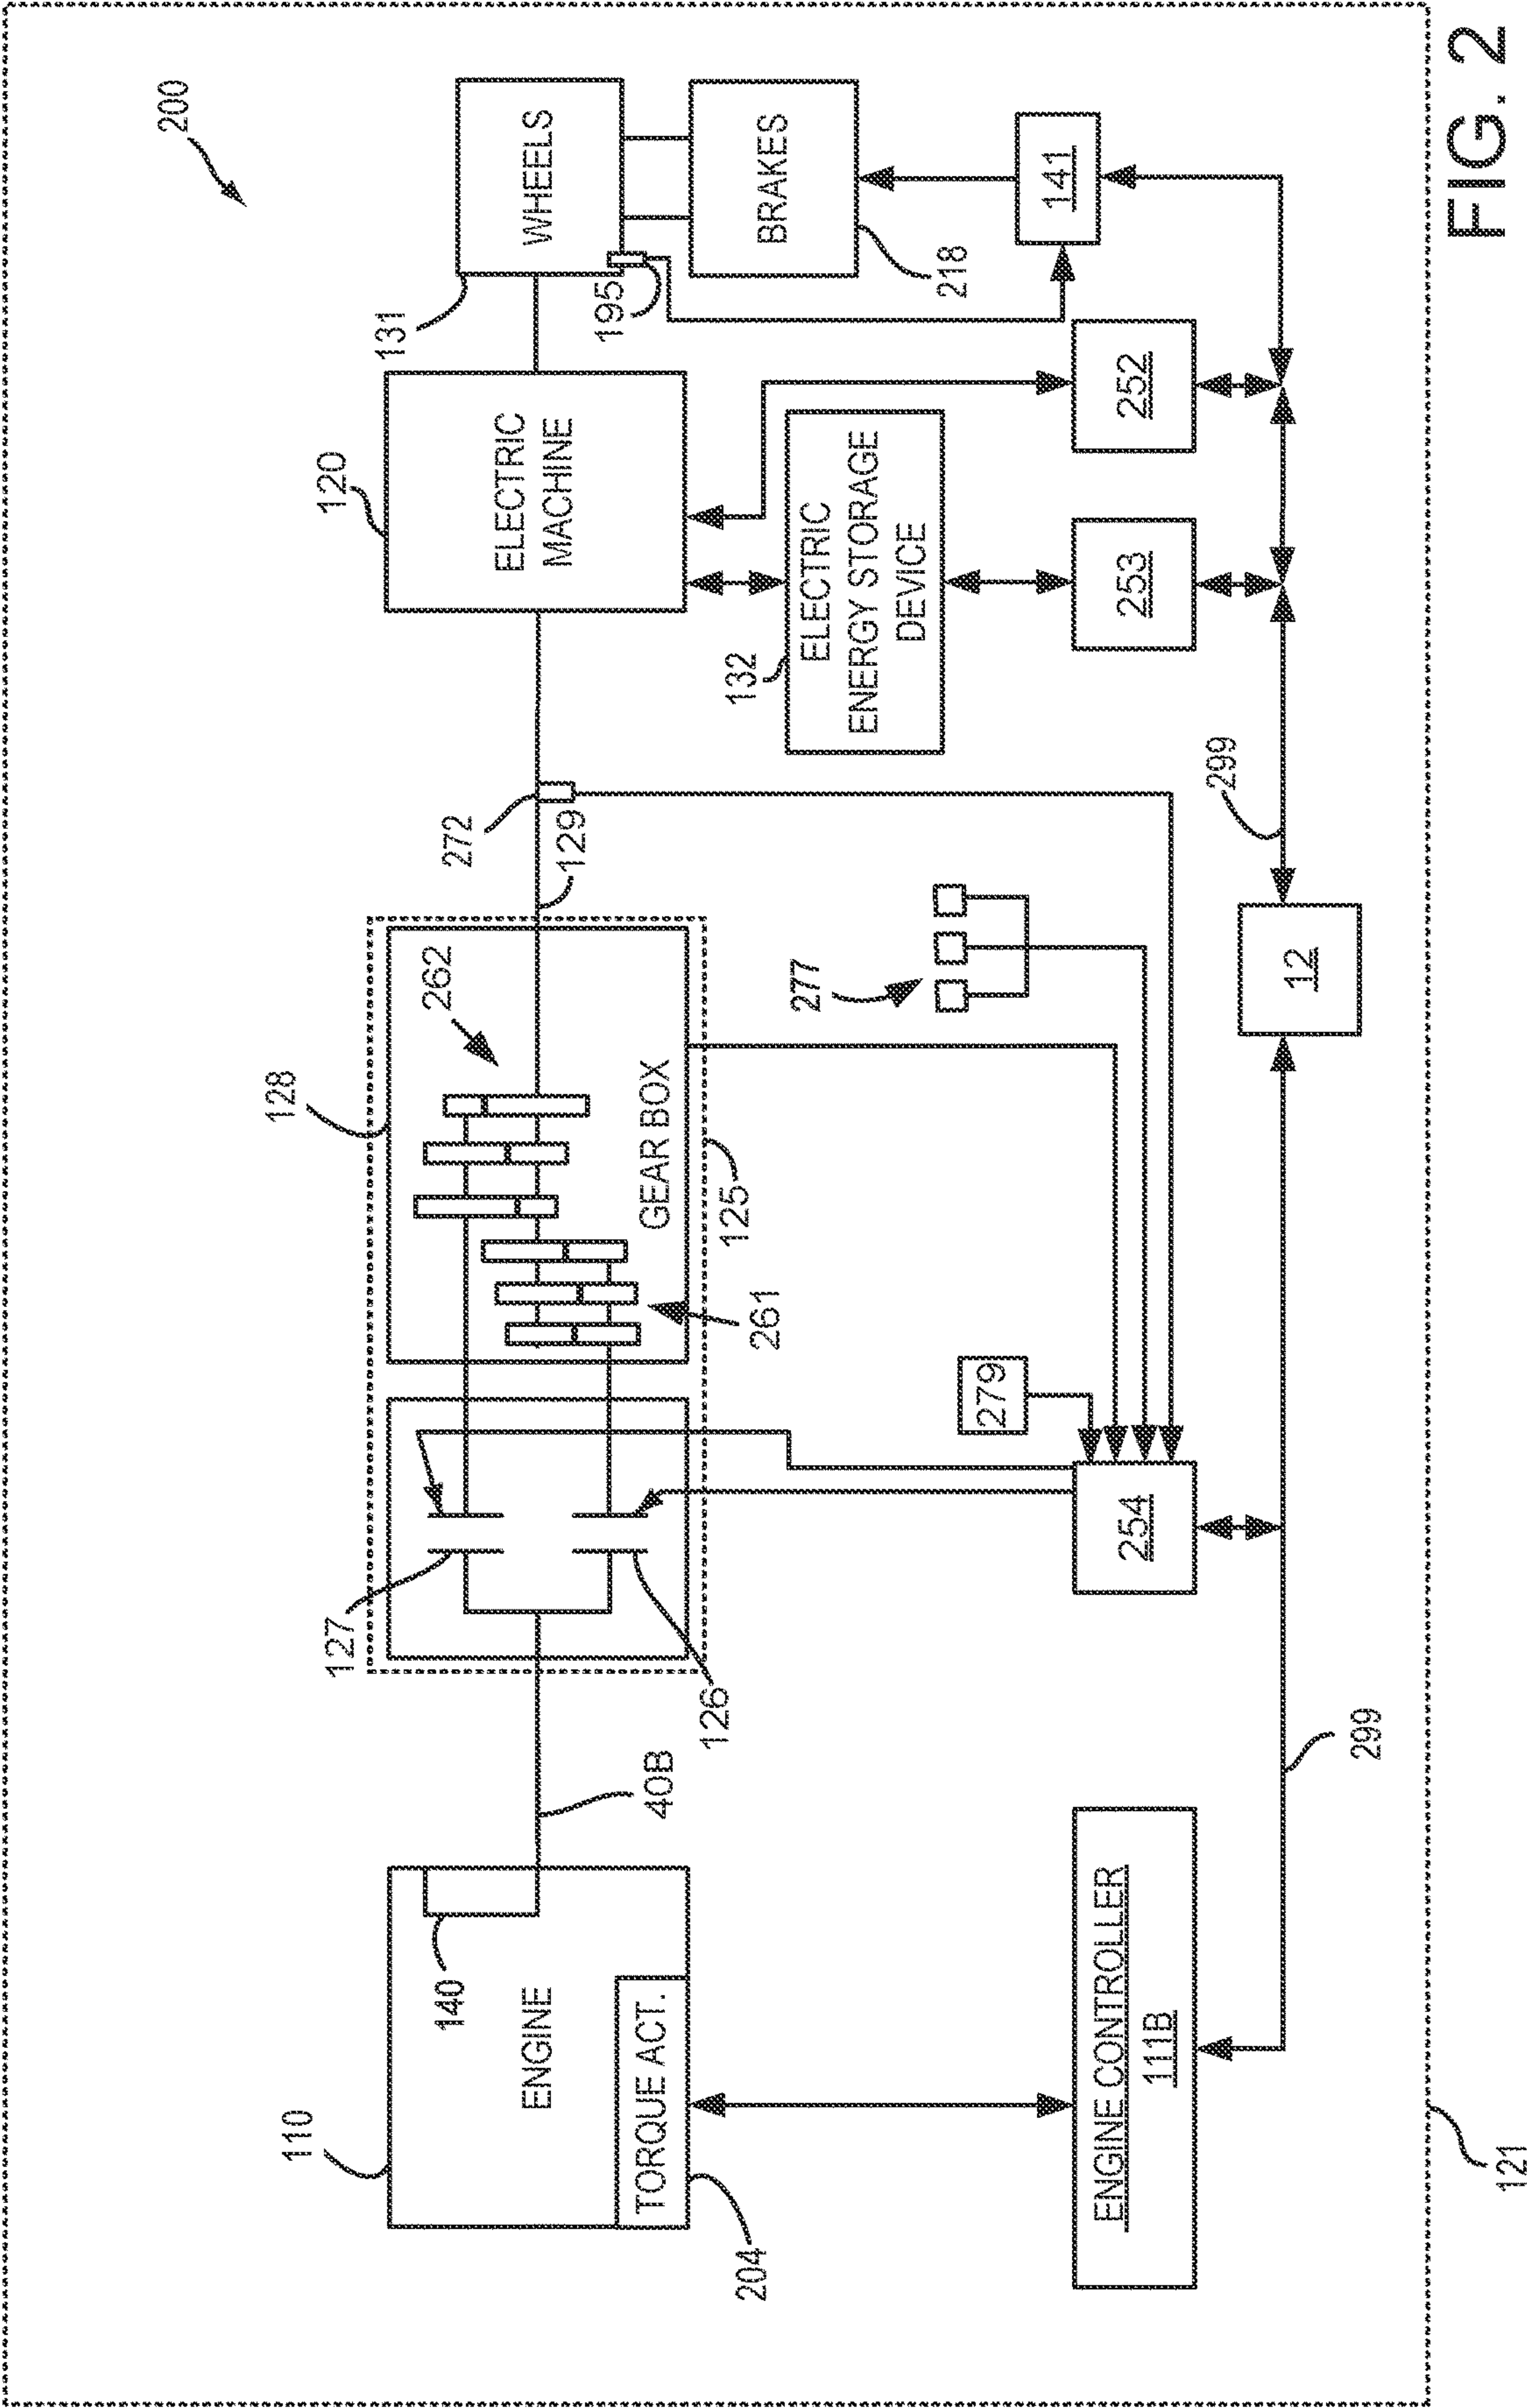 200
131
WHEELS
195
BRAKES
218
141
120
ELECTRIC
MACHINE
132
ELECTRIC
ENERGY STORAGE
DEVICE
252
253
272
129
299
128
262
GEAR BOX
261
125
277
12
279
254
127
126
40B
299
110
140
ENGINE
TORQUE ACT.
204
ENGINE CONTROLLER
111B
121
FIG. 2